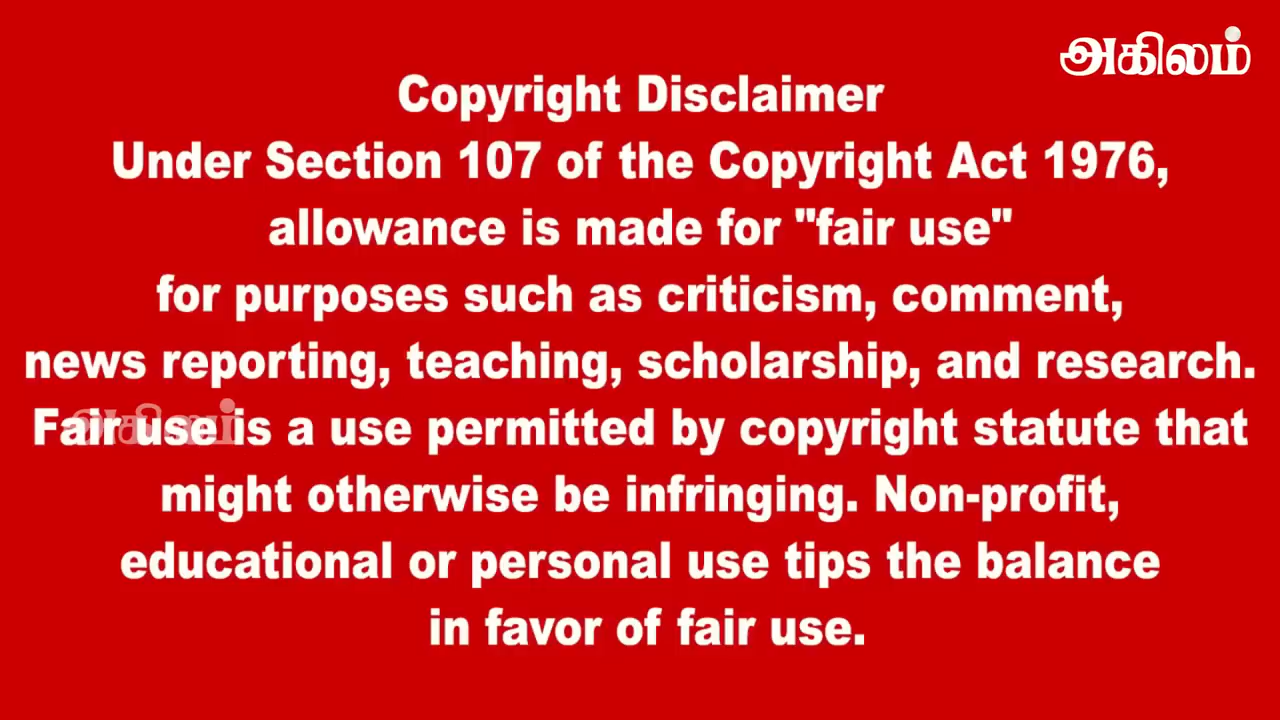 அகிலம்
Copyright Disclaimer
Under Section 107 of the Copyright Act 1976,
allowance is made for "fair use"
for purposes such as criticism, comment,
news reporting, teaching, scholarship, and research.
அகிலம்
Fair use is a use permitted by copyright statute that
might otherwise be infringing. Non-profit,
educational or personal use tips the balance
in favor of fair use.